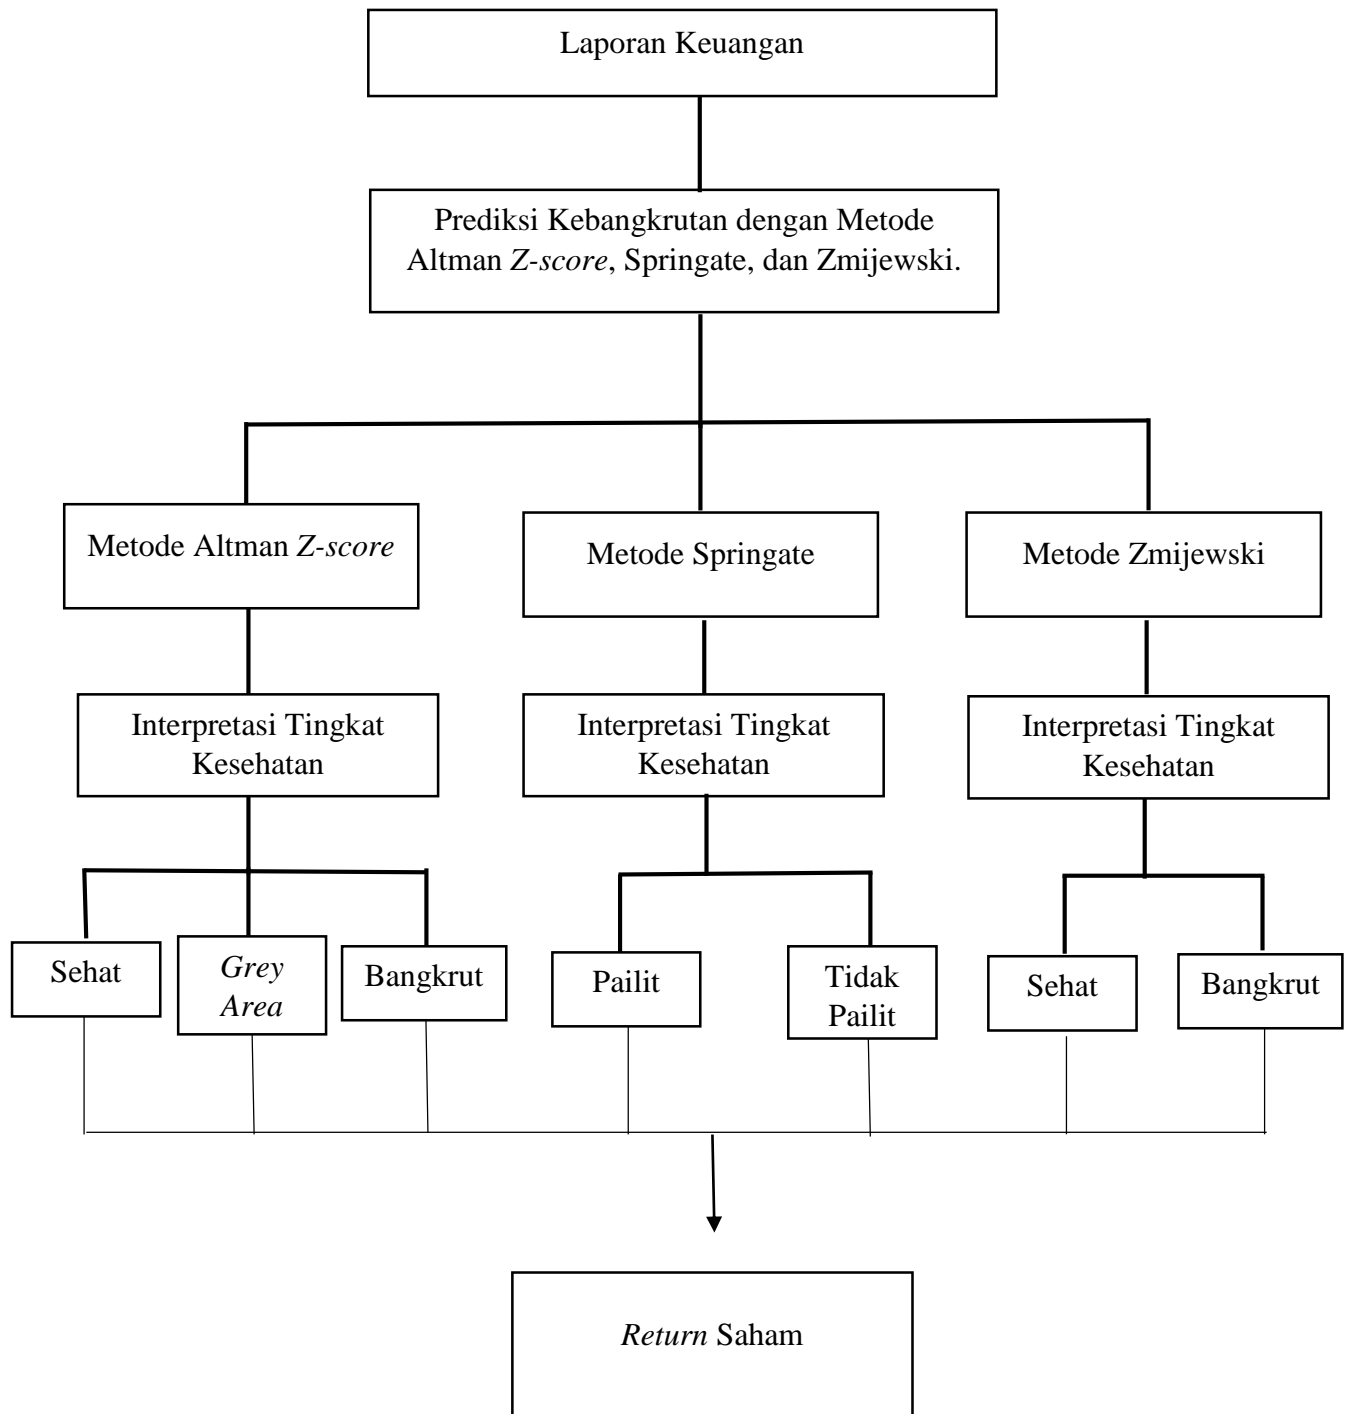 Laporan Keuangan
Prediksi Kebangkrutan dengan Metode
Altman Z-score, Springate, dan Zmijewski.
Metode Altman Z-score
Metode Springate
Metode Zmijewski
Interpretasi Tingkat
Kesehatan
Interpretasi Tingkat
Kesehatan
Interpretasi Tingkat
Kesehatan
Sehat
Grey
Area
Bangkrut
Pailit
Tidak
Pailit
Sehat
Bangkrut
Return Saham